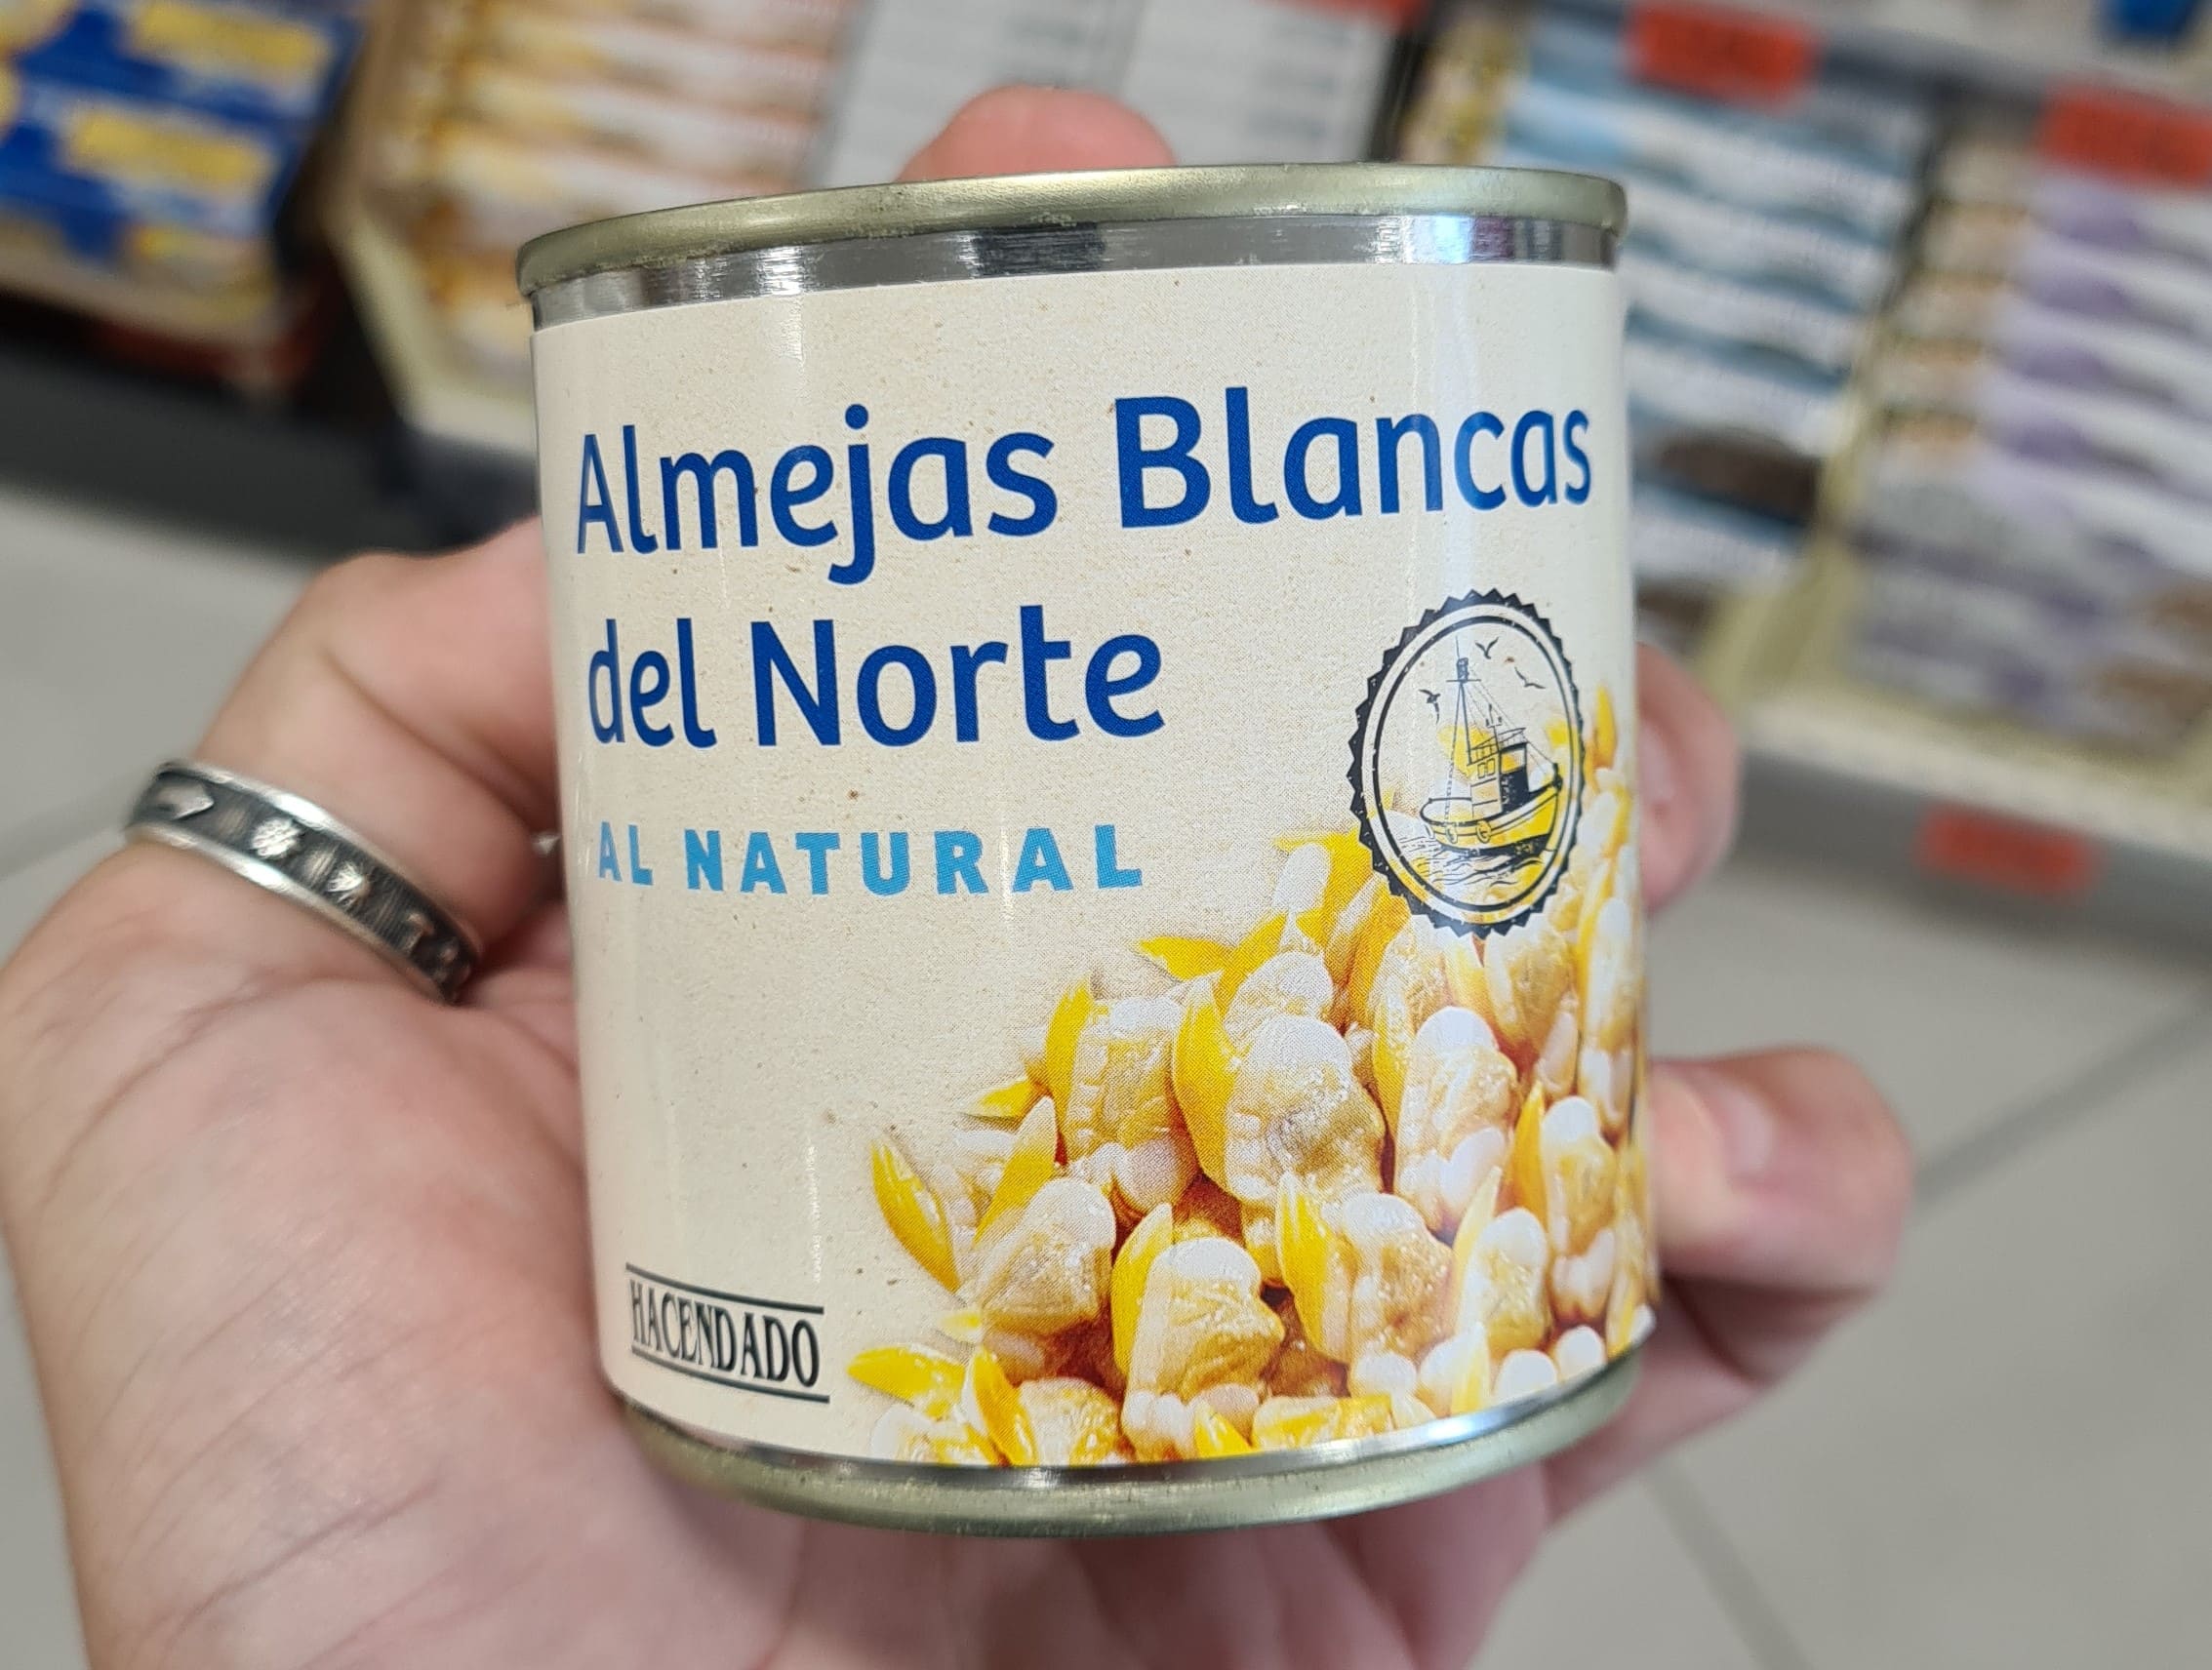 Almejas Blancas
del Norte
AL NATURAL
HACENDADO